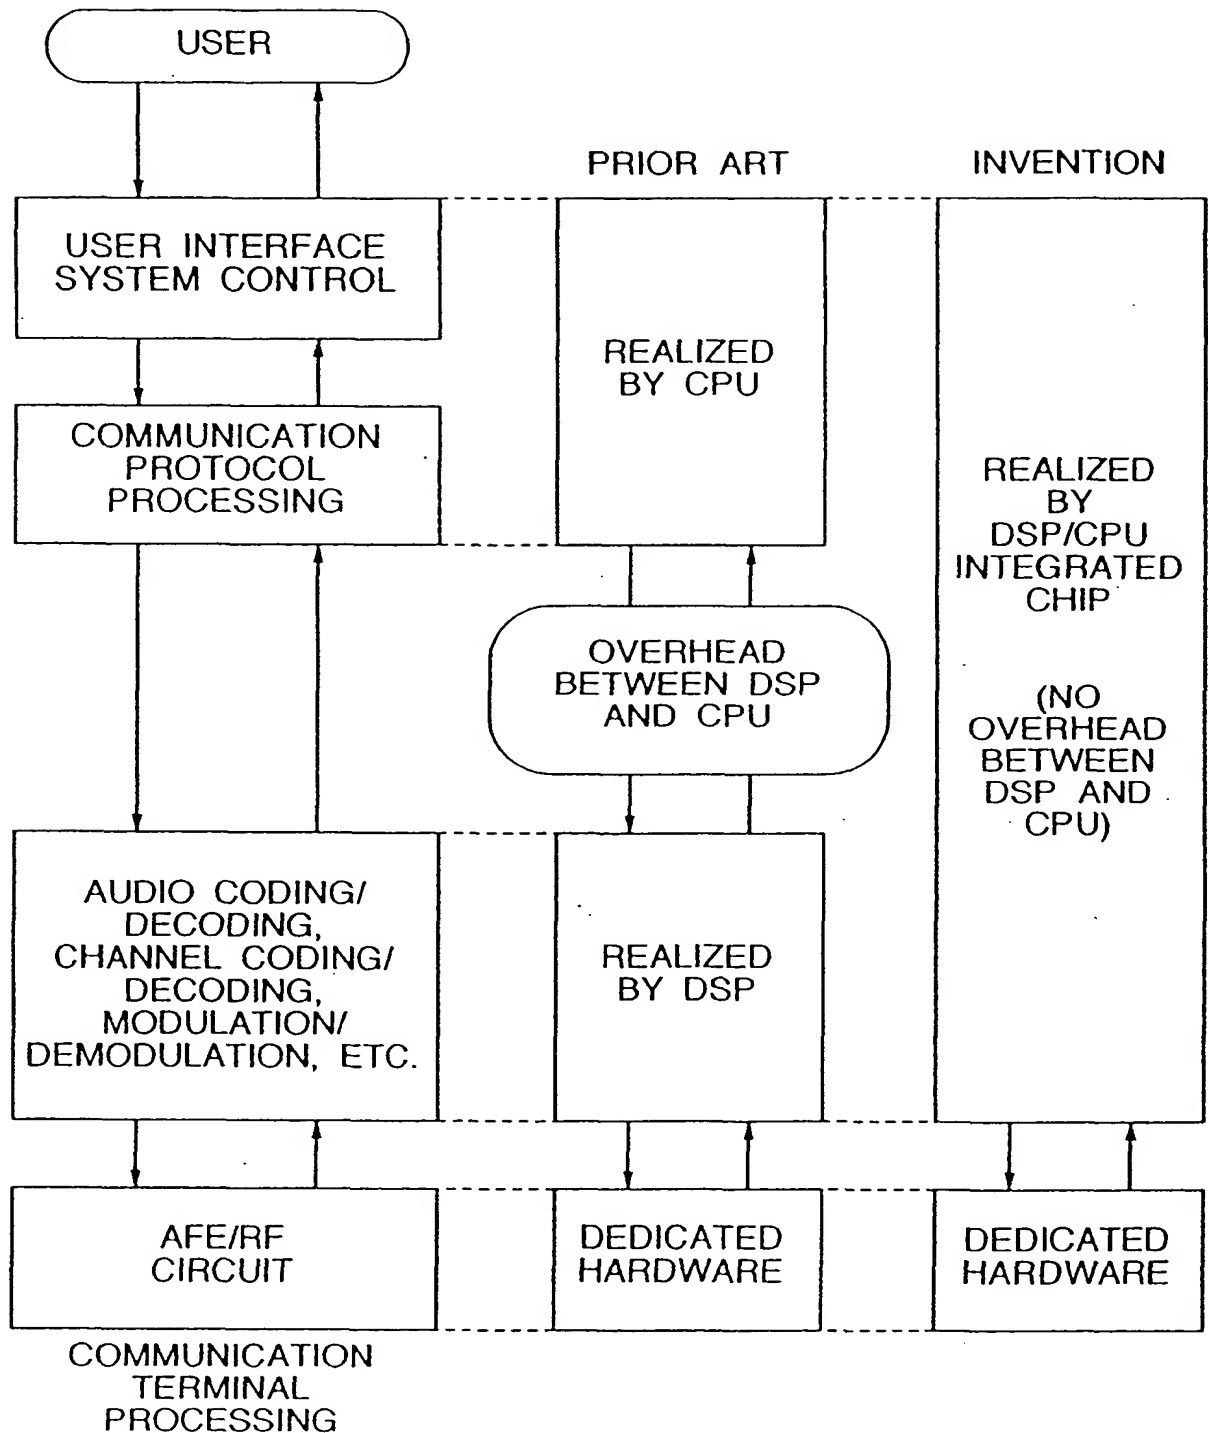 USER
PRIOR ART
INVENTION
USER INTERFACE
SYSTEM CONTROL
REALIZED
BY CPU
COMMUNICATION
PROTOCOL
PROCESSING
REALIZED
BY
DSP/CPU
INTEGRATED
CHIP
OVERHEAD
BETWEEN DSP
AND CPU
(NO
OVERHEAD
BETWEEN
DSP AND
CPU)
AUDIO CODING/
DECODING,
CHANNEL CODING/
DECODING,
MODULATION/
DEMODULATION, ETC.
REALIZED
BY DSP
AFE/RF
CIRCUIT
DEDICATED
HARDWARE
DEDICATED
HARDWARE
COMMUNICATION
TERMINAL
PROCESSING